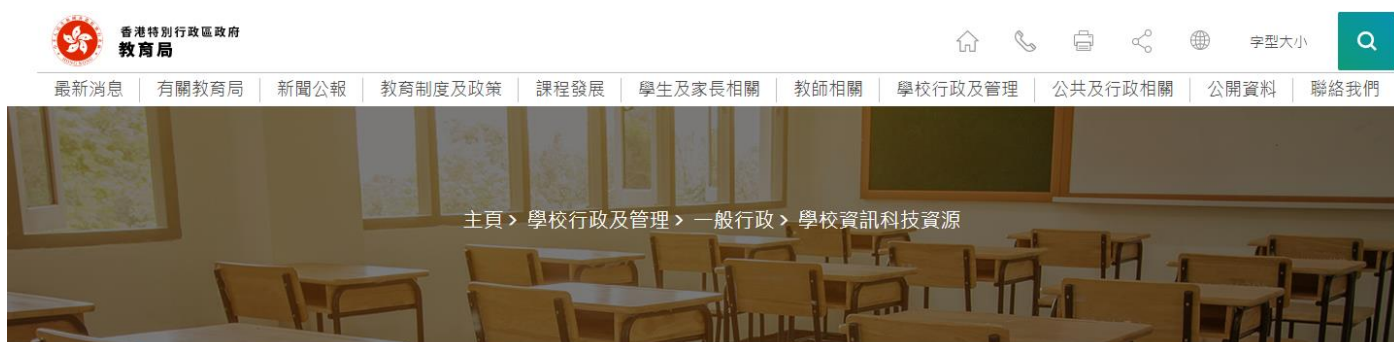 香港特別行政區政府
教育局
字型大小
最新消息 有關教育局 新聞公報 教育制度及政策 課程發展 學生及家長相關 教師相關 學校行政及管理 公共及行政相關 公開資料 聯絡我們
主頁 > 學校行政及管理 > 一般行政 > 學校資訊科技資源